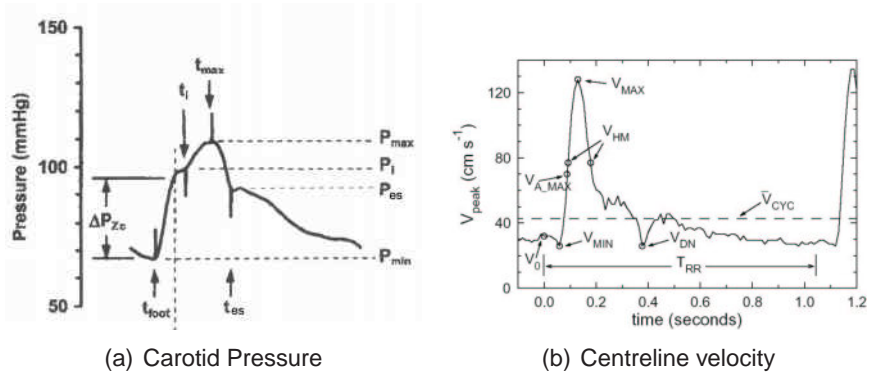 150
100
50
Pressure (mmHg)
t_max
t_i
P_max
P_i
P_es
P_min
ΔP_Zc
t_foot
t_es
(a) Carotid Pressure
120
80
40
0
V_peak (cm s⁻¹)
V_MAX
V_HM
V_A_MAX
V̄_CYC
V_0
V_MIN
V_DN
T_RR
0.0 0.2 0.4 0.6 0.8 1.0 1.2
time (seconds)
(b) Centreline velocity